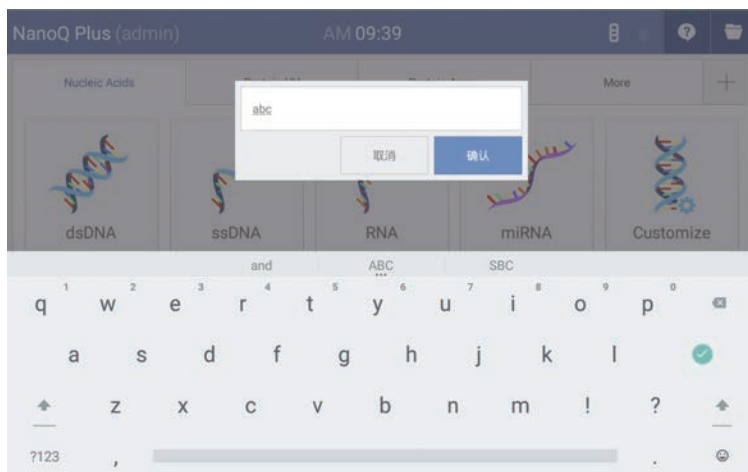 NanoQ Plus (admin) AM 09:39
Nucleic Acids More
abc
取消 确认
dsDNA ssDNA RNA miRNA Customize
and ABC SBC
1 2 3 4 5 6 7 8 9 0
q w e r t y u i o p
a s d f g h j k l
z x c v b n m ! ?
?123 , .